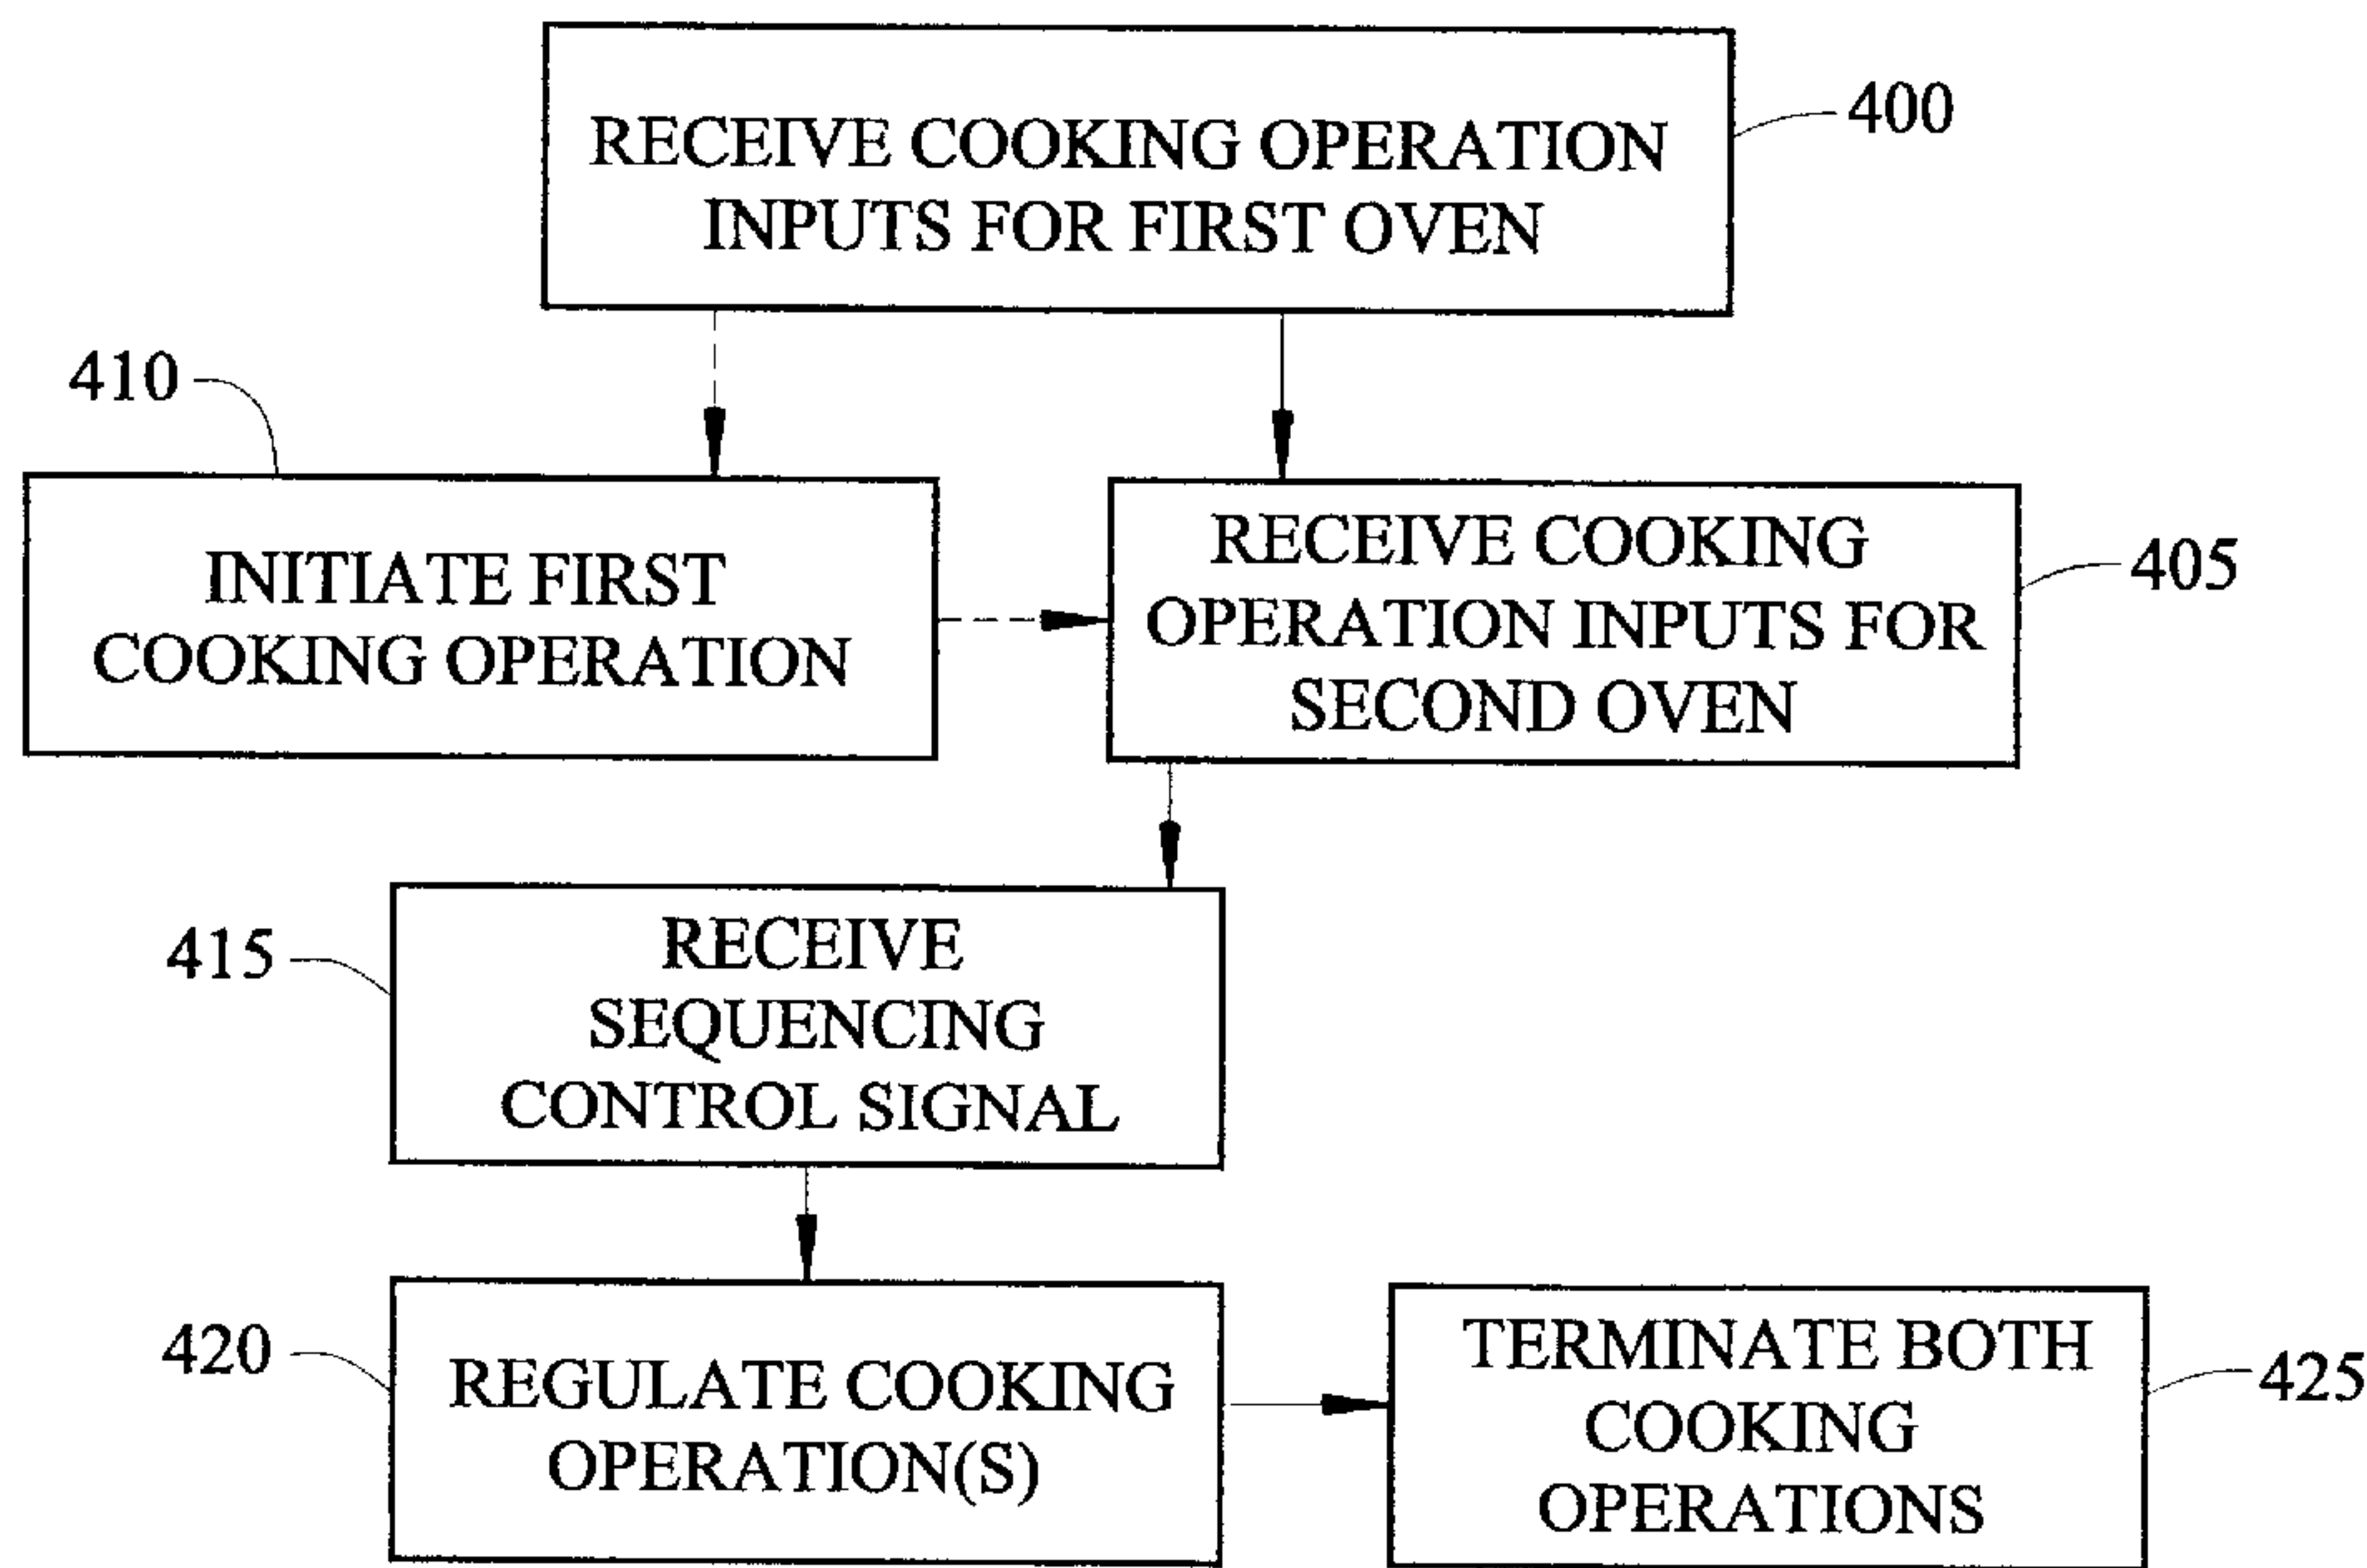 RECEIVE COOKING OPERATION
INPUTS FOR FIRST OVEN
400
410
INITIATE FIRST
COOKING OPERATION
RECEIVE COOKING
OPERATION INPUTS FOR
SECOND OVEN
405
415
RECEIVE
SEQUENCING
CONTROL SIGNAL
420
REGULATE COOKING
OPERATION(S)
TERMINATE BOTH
COOKING
OPERATIONS
425